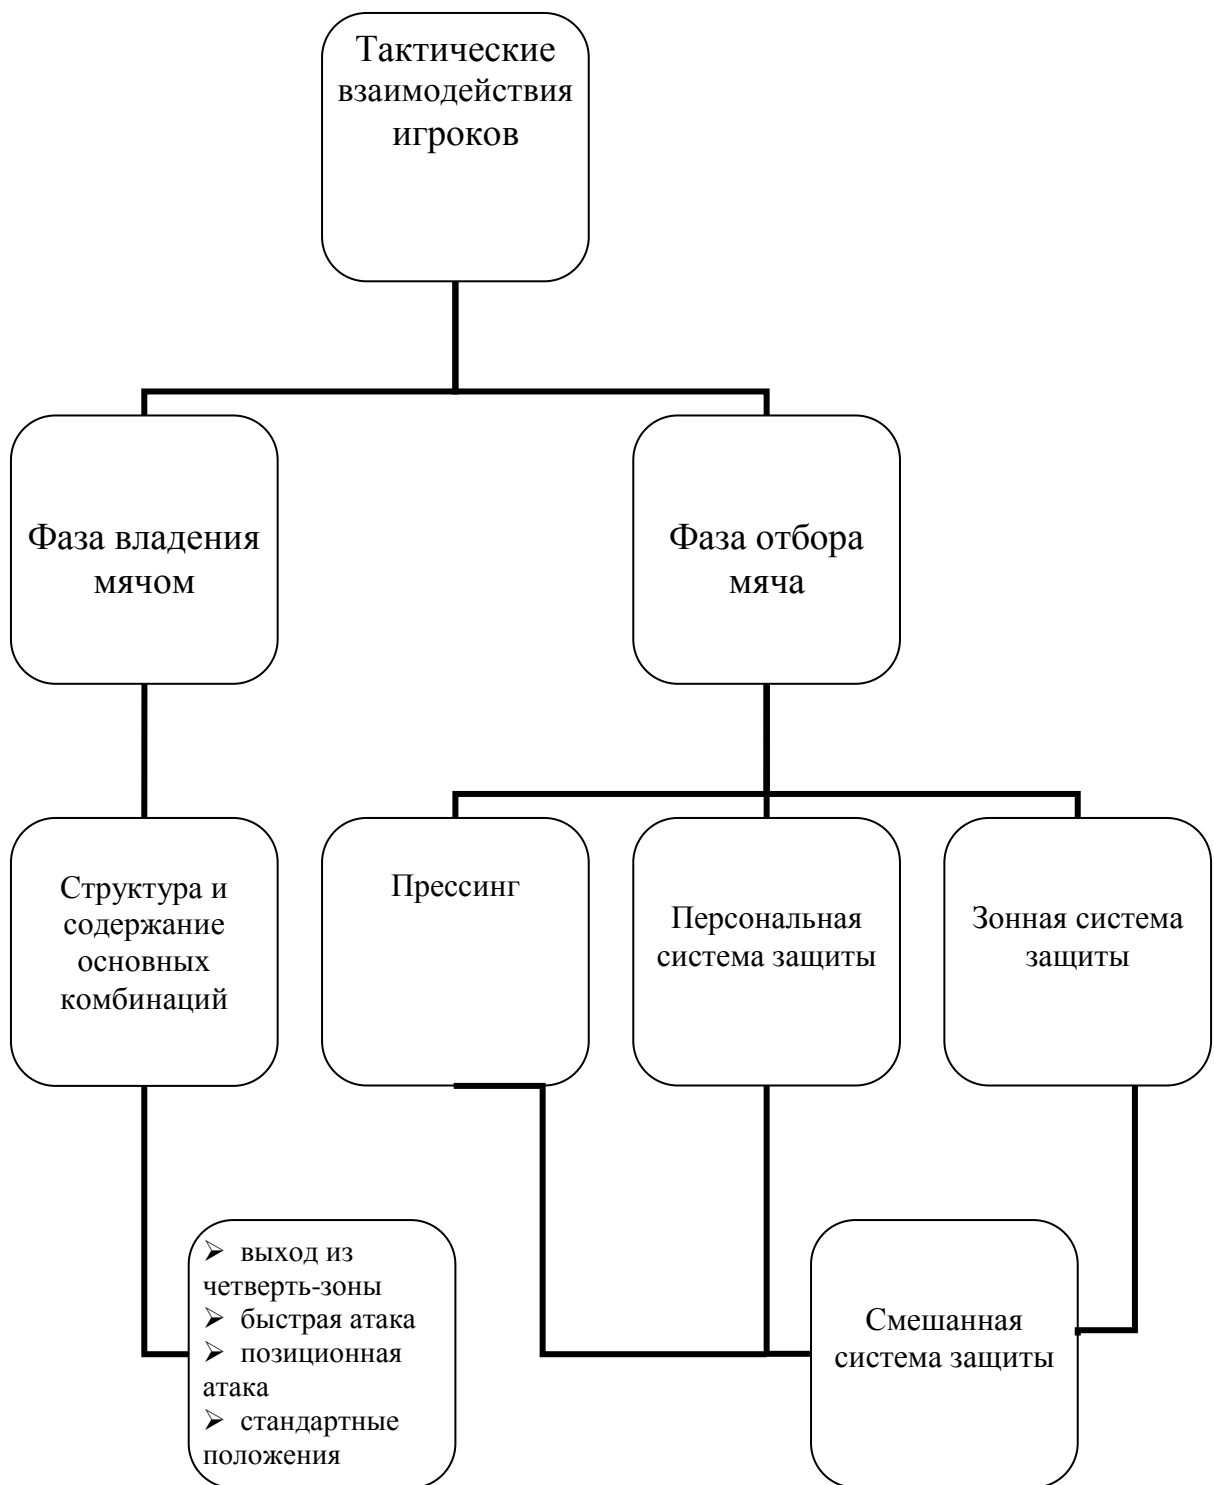 Тактические
взаимодействия
игроков
Фаза владения
мячом
Фаза отбора
мяча
Структура и
содержание
основных
комбинаций
Прессинг
Персональная
система защиты
Зонная система
защиты
➢ выход из
четверть-зоны
➢ быстрая атака
➢ позиционная
атака
➢ стандартные
положения
Смешанная
система защиты